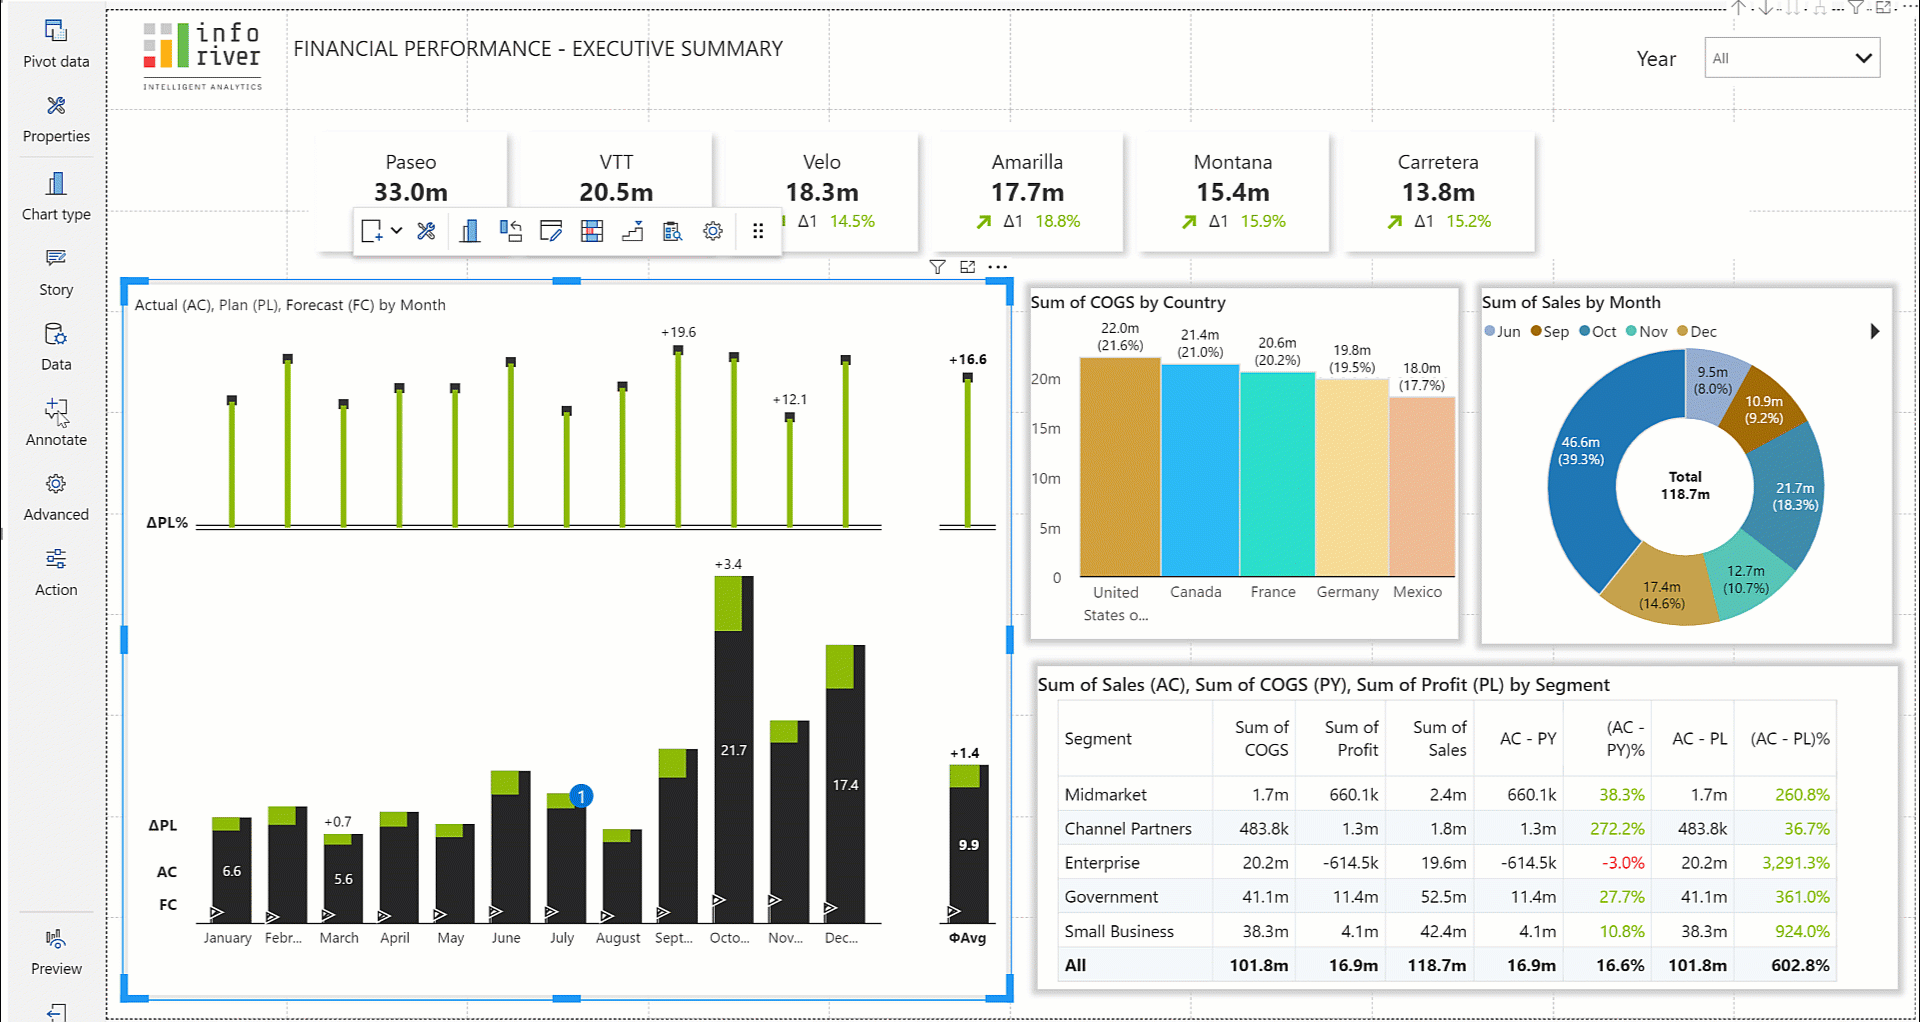 Pivot data
Properties
Chart type
Story
Data
Annotate
Advanced
Action
Preview
info
river
INTELLIGENT ANALYTICS
FINANCIAL PERFORMANCE - EXECUTIVE SUMMARY
Year
All
Paseo
33.0m
VTT
20.5m
Velo
18.3m
Δ1 14.5%
Amarilla
17.7m
Δ1 18.8%
Montana
15.4m
Δ1 15.9%
Carretera
13.8m
Δ1 15.2%
Actual (AC), Plan (PL), Forecast (FC) by Month
+19.6
+12.1
+16.6
ΔPL%
+3.4
+0.7
+1.4
ΔPL
AC
FC
6.6
5.6
21.7
17.4
9.9
1
January Febr... March April May June July August Sept... Octo... Nov... Dec... ΦAvg
Sum of COGS by Country
22.0m
(21.6%)
21.4m
(21.0%)
20.6m
(20.2%)
19.8m
(19.5%)
18.0m
(17.7%)
20m
15m
10m
5m
0
United
States o...
Canada
France
Germany
Mexico
Sum of Sales by Month
Jun Sep Oct Nov Dec
9.5m
(8.0%)
10.9m
(9.2%)
21.7m
(18.3%)
12.7m
(10.7%)
17.4m
(14.6%)
46.6m
(39.3%)
Total
118.7m
Sum of Sales (AC), Sum of COGS (PY), Sum of Profit (PL) by Segment
Segment Sum of COGS Sum of Profit Sum of Sales AC - PY (AC - PY)% AC - PL (AC - PL)%
Midmarket 1.7m 660.1k 2.4m 660.1k 38.3% 1.7m 260.8%
Channel Partners 483.8k 1.3m 1.8m 1.3m 272.2% 483.8k 36.7%
Enterprise 20.2m -614.5k 19.6m -614.5k -3.0% 20.2m 3,291.3%
Government 41.1m 11.4m 52.5m 11.4m 27.7% 41.1m 361.0%
Small Business 38.3m 4.1m 42.4m 4.1m 10.8% 38.3m 924.0%
All 101.8m 16.9m 118.7m 16.9m 16.6% 101.8m 602.8%